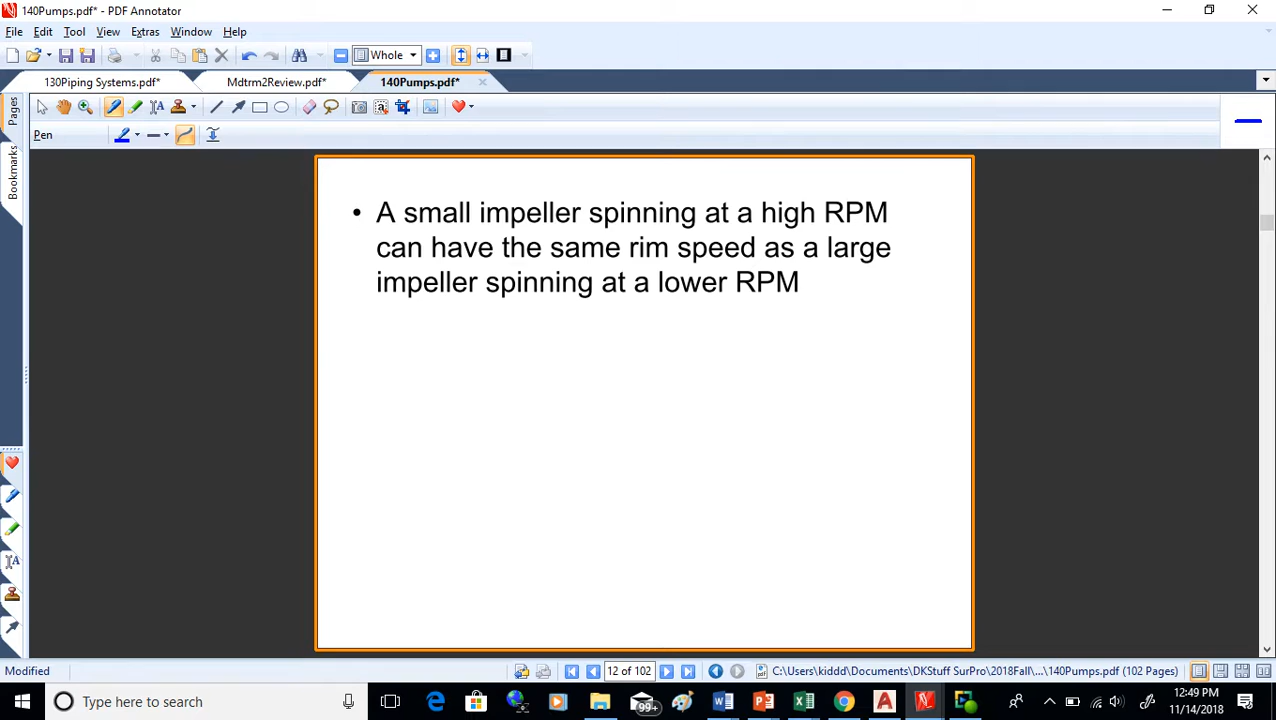 140Pumps.pdf* - PDF Annotator
File Edit Tool View Extras Window Help
Whole
130Piping Systems.pdf* Mdtrm2Review.pdf* 140Pumps.pdf*
Pen
Pages
Bookmarks
• A small impeller spinning at a high RPM
can have the same rim speed as a large
impeller spinning at a lower RPM
Modified 12 of 102 C:\Users\kiddd\Documents\DKStuff SurPro\2018Fall\...\140Pumps.pdf (102 Pages)
Type here to search 99+ 12:49 PM
11/14/2018